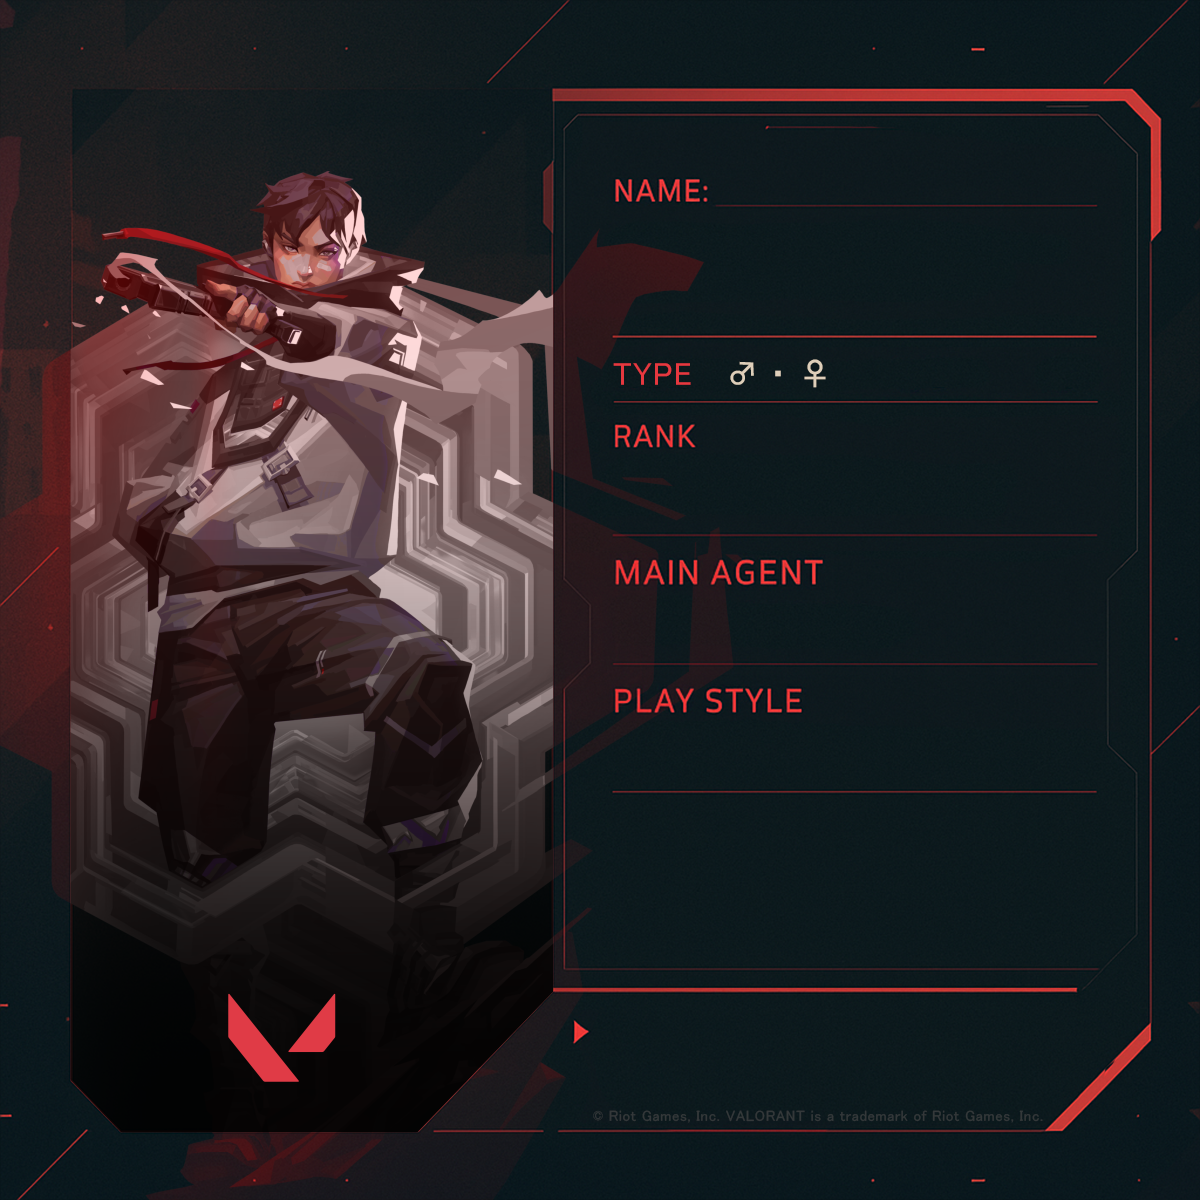 NAME:
TYPE ♂ · ♀
RANK
MAIN AGENT
PLAY STYLE
© Riot Games, Inc. VALORANT is a trademark of Riot Games, Inc.